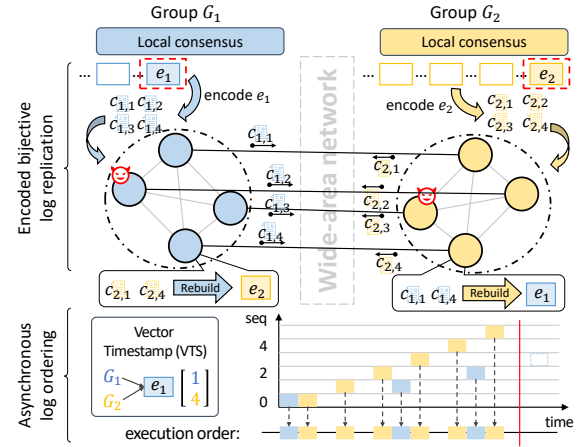 Group G₁
Group G₂
Local consensus
Local consensus
... ... e₁
... ... e₂
encode e₁
encode e₂
c₁,₁ c₁,₂
c₁,₃ c₁,₄
c₂,₁ c₂,₂
c₂,₃ c₂,₄
Encoded bijective
log replication
Wide-area network
c₁,₁
c₁,₂
c₁,₃
c₁,₄
c₂,₁
c₂,₂
c₂,₃
c₂,₄
c₂,₁ c₂,₄ Rebuild e₂
c₁,₁ c₁,₄ Rebuild e₁
Asynchronous
log ordering
Vector
Timestamp (VTS)
G₁
G₂
e₁
1
4
seq
4
2
0
time
execution order: